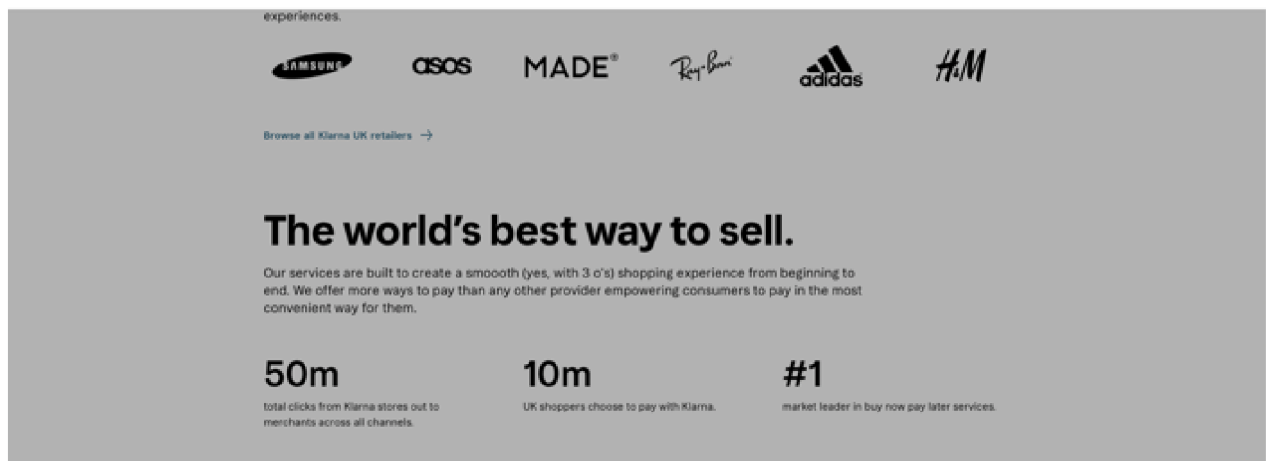 experiences.
SAMSUNG asos MADE® Ray-Ban adidas H&M
Browse all Klarna UK retailers →
The world's best way to sell.
Our services are built to create a smoooth (yes, with 3 o's) shopping experience from beginning to
end. We offer more ways to pay than any other provider empowering consumers to pay in the most
convenient way for them.
50m 10m #1
total clicks from Klarna stores out to UK shoppers choose to pay with Klarna. market leader in buy now pay later services.
merchants across all channels.